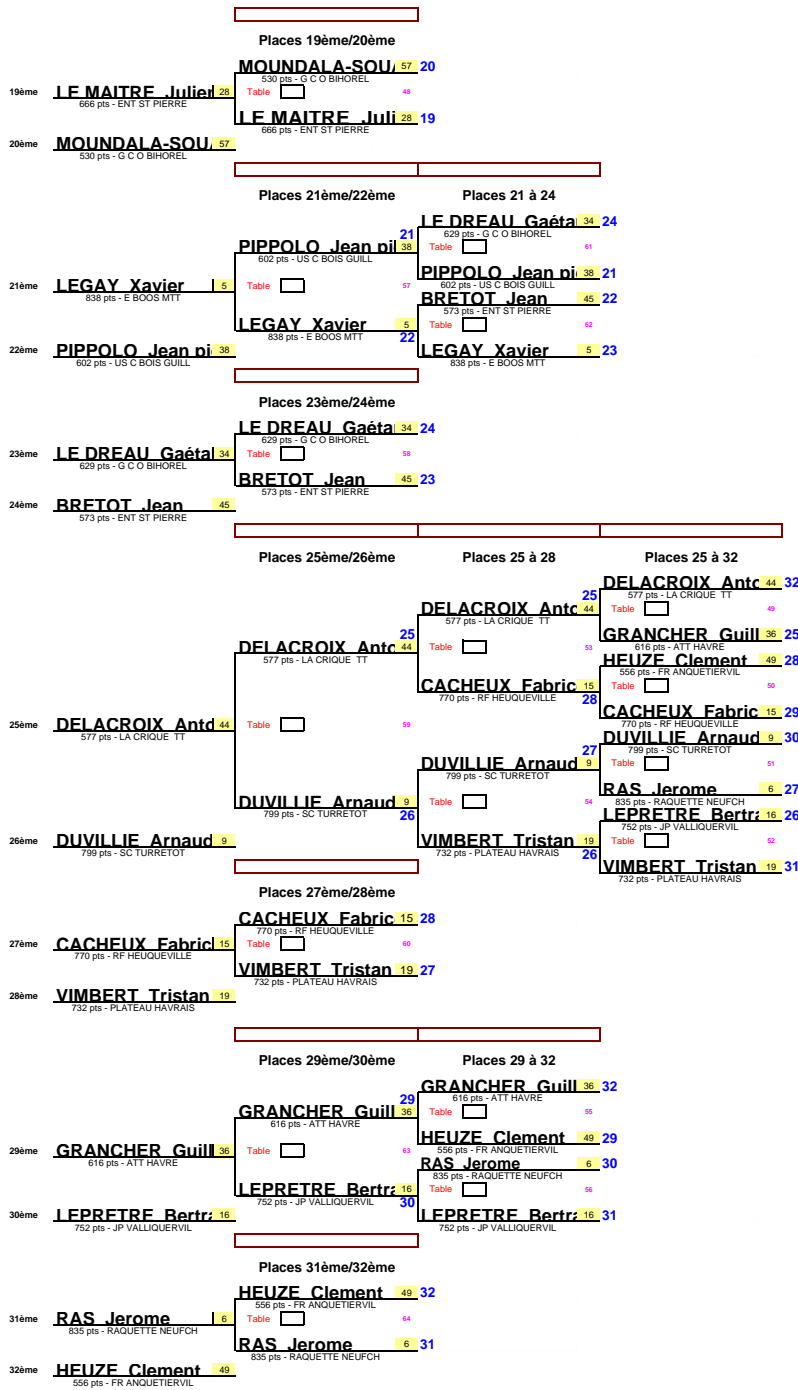 Places 19ème/20ème
MOUNDALA-SOU 57 20
530 pts - G C O BIHOREL
19ème LE MAITRE Julien 28 Table 48
666 pts - ENT ST PIERRE
LE MAITRE Juli 28 19
666 pts - ENT ST PIERRE
20ème MOUNDALA-SOU 57
530 pts - G C O BIHOREL
Places 21ème/22ème Places 21 à 24
LE DREAU Gaéta 34 24
629 pts - G C O BIHOREL
21
PIPPOLO Jean pi 38 Table 61
602 pts - US C BOIS GUILL
PIPPOLO Jean pi 38 21
602 pts - US C BOIS GUILL
21ème LEGAY Xavier 5 Table 57
838 pts - E BOOS MTT
BRETOT Jean 45 22
573 pts - ENT ST PIERRE
LEGAY Xavier 5 Table 62
838 pts - E BOOS MTT
22
22ème PIPPOLO Jean pi 38
602 pts - US C BOIS GUILL
LEGAY Xavier 5 23
838 pts - E BOOS MTT
Places 23ème/24ème
LE DREAU Gaéta 34 24
629 pts - G C O BIHOREL
23ème LE DREAU Gaéta 34 Table 58
629 pts - G C O BIHOREL
BRETOT Jean 45 23
573 pts - ENT ST PIERRE
24ème BRETOT Jean 45
573 pts - ENT ST PIERRE
Places 25ème/26ème Places 25 à 28 Places 25 à 32
DELACROIX Anto 44 32
577 pts - LA CRIQUE TT
25
DELACROIX Anto 44 Table 49
577 pts - LA CRIQUE TT
GRANCHER Guill 36 25
616 pts - ATT HAVRE
25
DELACROIX Anto 44 Table 53
577 pts - LA CRIQUE TT
HEUZE Clement 49 28
556 pts - FR ANQUETIERVIL
CACHEUX Fabric 15 Table 50
770 pts - RF HEUQUEVILLE
28
CACHEUX Fabric 15 29
770 pts - RF HEUQUEVILLE
25ème DELACROIX Anto 44 Table 59
577 pts - LA CRIQUE TT
DUVILLIE Arnaud 9 30
799 pts - SC TURRETOT
27
DUVILLIE Arnaud 9 Table 51
799 pts - SC TURRETOT
RAS Jerome 6 27
835 pts - RAQUETTE NEUFCH
DUVILLIE Arnaud 9 Table 54
799 pts - SC TURRETOT
26
LEPRETRE Bertra 16 26
752 pts - JP VALLIQUERVIL
26ème DUVILLIE Arnaud 9
799 pts - SC TURRETOT
VIMBERT Tristan 19 Table 52
732 pts - PLATEAU HAVRAIS
26
VIMBERT Tristan 19 31
732 pts - PLATEAU HAVRAIS
Places 27ème/28ème
CACHEUX Fabric 15 28
770 pts - RF HEUQUEVILLE
27ème CACHEUX Fabric 15 Table 60
770 pts - RF HEUQUEVILLE
VIMBERT Tristan 19 27
732 pts - PLATEAU HAVRAIS
28ème VIMBERT Tristan 19
Places 29ème/30ème Places 29 à 32
GRANCHER Guill 36 32
616 pts - ATT HAVRE
29
GRANCHER Guill 36 Table 55
616 pts - ATT HAVRE
HEUZE Clement 49 29
556 pts - FR ANQUETIERVIL
29ème GRANCHER Guill 36 Table 63
616 pts - ATT HAVRE
RAS Jerome 6 30
835 pts - RAQUETTE NEUFCH
LEPRETRE Bertra 16 Table 56
752 pts - JP VALLIQUERVIL
30
30ème LEPRETRE Bertra 16
752 pts - JP VALLIQUERVIL
LEPRETRE Bertra 16 31
752 pts - JP VALLIQUERVIL
Places 31ème/32ème
HEUZE Clement 49 32
556 pts - FR ANQUETIERVIL
31ème RAS Jerome 6 Table 64
835 pts - RAQUETTE NEUFCH
RAS Jerome 6 31
835 pts - RAQUETTE NEUFCH
32ème HEUZE Clement 49
556 pts - FR ANQUETIERVIL